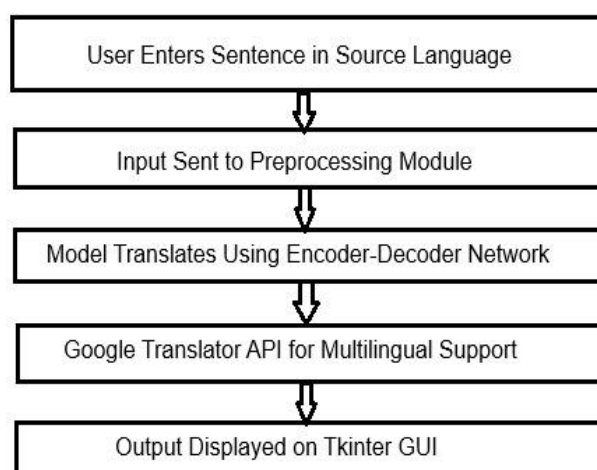 User Enters Sentence in Source Language
Input Sent to Preprocessing Module
Model Translates Using Encoder-Decoder Network
Google Translator API for Multilingual Support
Output Displayed on Tkinter GUI